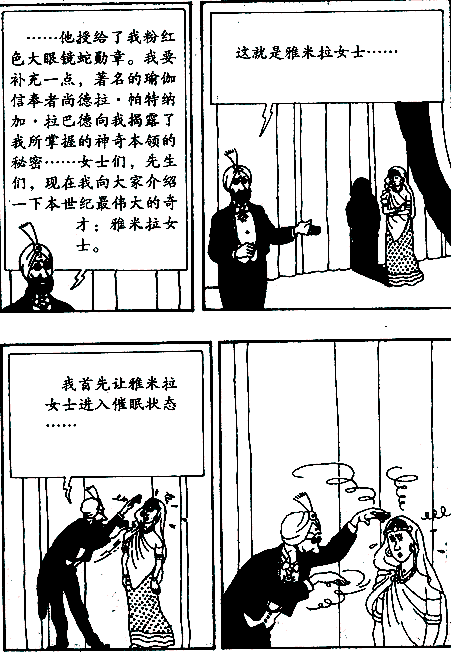 ……他授给了我粉红
色大眼镜蛇勳章。我要
补充一点，著名的瑜伽
信奉者尚德拉·帕特纳
加·拉巴德向我揭露了
我所掌握的神奇本领的
秘密……女士们，先生
们，现在我向大家介绍
一下本世纪最伟大的奇
才：雅米拉女
士。
这就是雅米拉女士……
我首先让雅米拉
女士进入催眠状态
……